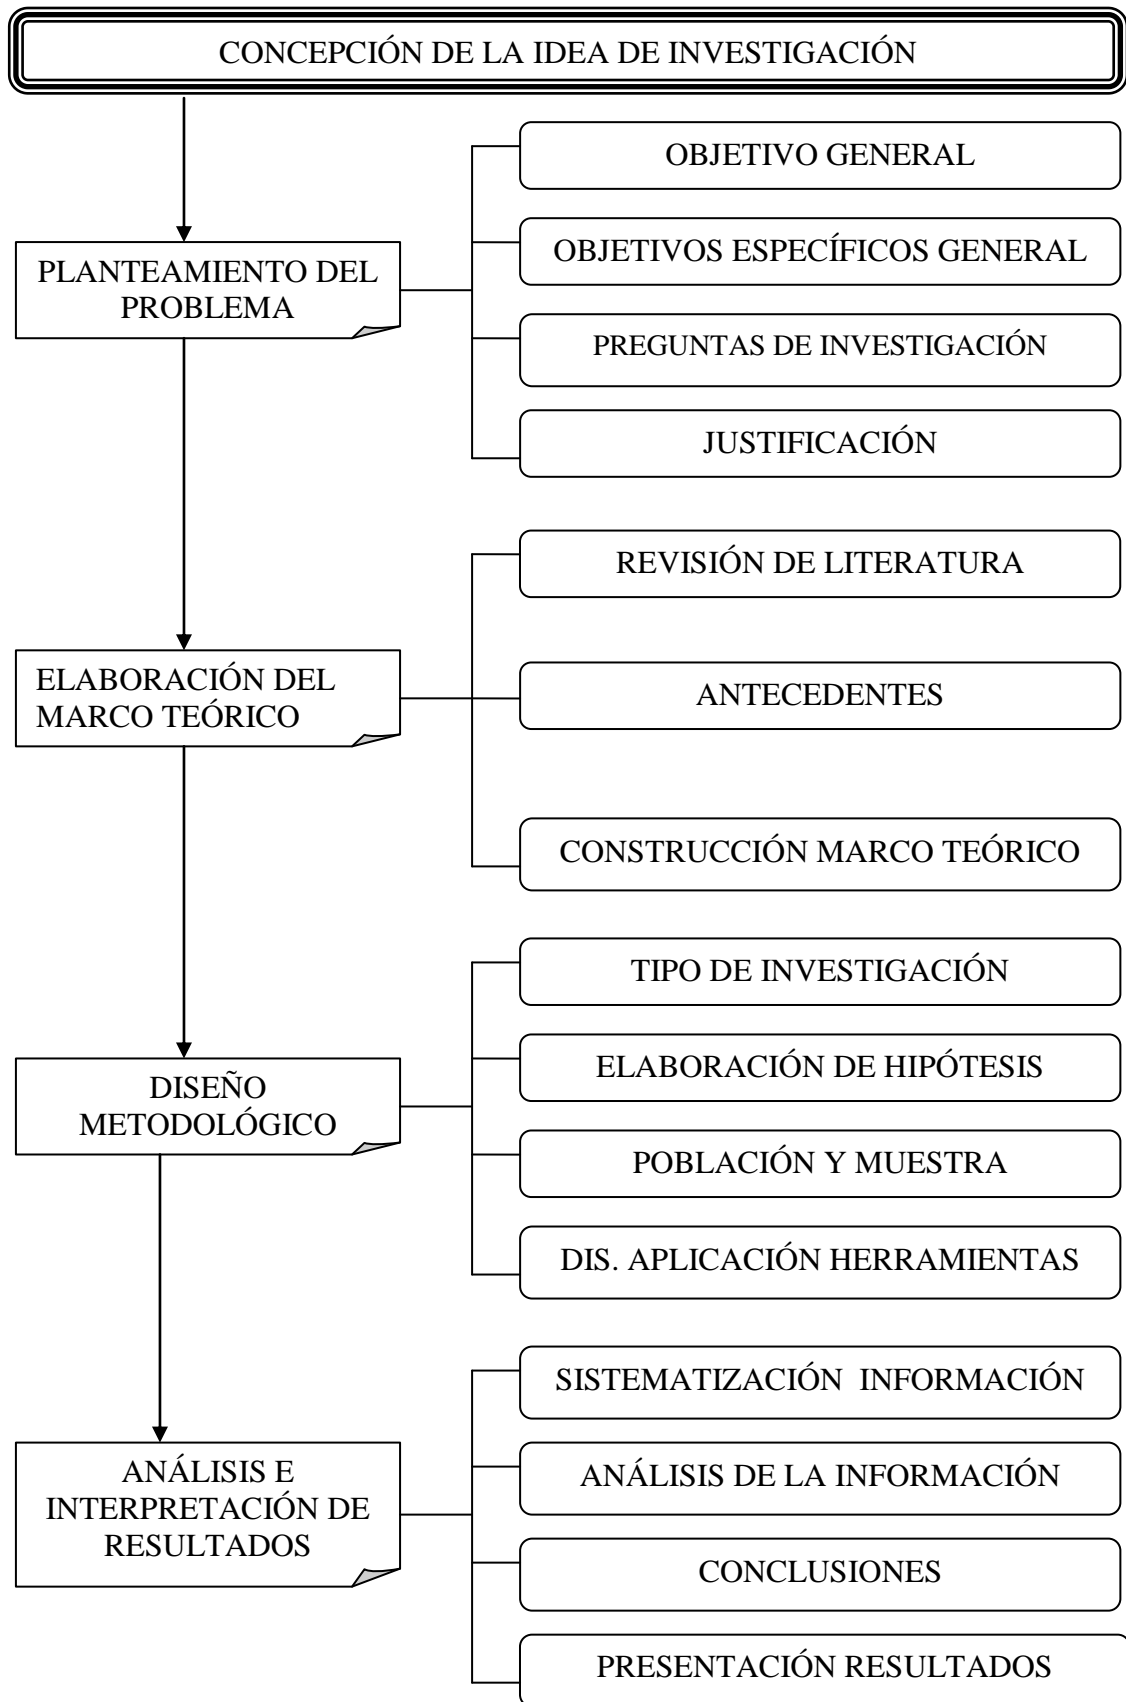 CONCEPCIÓN DE LA IDEA DE INVESTIGACIÓN
PLANTEAMIENTO DEL
PROBLEMA
OBJETIVO GENERAL
OBJETIVOS ESPECÍFICOS GENERAL
PREGUNTAS DE INVESTIGACIÓN
JUSTIFICACIÓN
ELABORACIÓN DEL
MARCO TEÓRICO
REVISIÓN DE LITERATURA
ANTECEDENTES
CONSTRUCCIÓN MARCO TEÓRICO
DISEÑO
METODOLÓGICO
TIPO DE INVESTIGACIÓN
ELABORACIÓN DE HIPÓTESIS
POBLACIÓN Y MUESTRA
DIS. APLICACIÓN HERRAMIENTAS
ANÁLISIS E
INTERPRETACIÓN DE
RESULTADOS
SISTEMATIZACIÓN  INFORMACIÓN
ANÁLISIS DE LA INFORMACIÓN
CONCLUSIONES
PRESENTACIÓN RESULTADOS